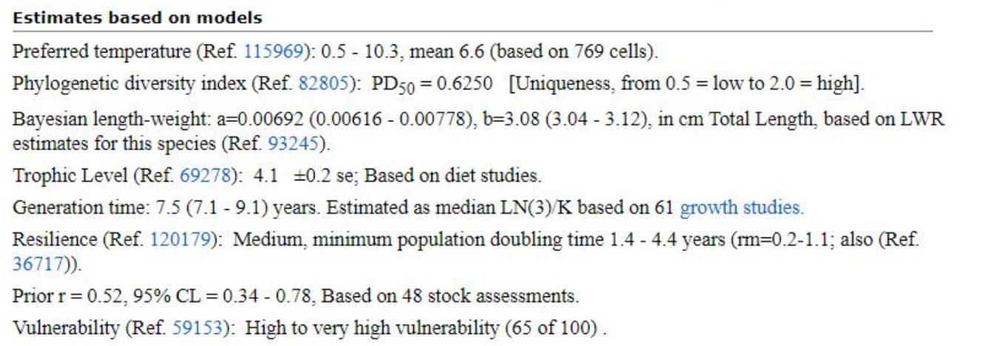 Estimates based on models
Preferred temperature (Ref. 115969): 0.5 - 10.3, mean 6.6 (based on 769 cells).
Phylogenetic diversity index (Ref. 82805):  PD50 = 0.6250   [Uniqueness, from 0.5 = low to 2.0 = high].
Bayesian length-weight: a=0.00692 (0.00616 - 0.00778), b=3.08 (3.04 - 3.12), in cm Total Length, based on LWR
estimates for this species (Ref. 93245).
Trophic Level (Ref. 69278):  4.1   ±0.2 se; Based on diet studies.
Generation time: 7.5 (7.1 - 9.1) years. Estimated as median LN(3)/K based on 61 growth studies.
Resilience (Ref. 120179):  Medium, minimum population doubling time 1.4 - 4.4 years (rm=0.2-1.1; also (Ref.
36717)).
Prior r = 0.52, 95% CL = 0.34 - 0.78, Based on 48 stock assessments.
Vulnerability (Ref. 59153):  High to very high vulnerability (65 of 100) .